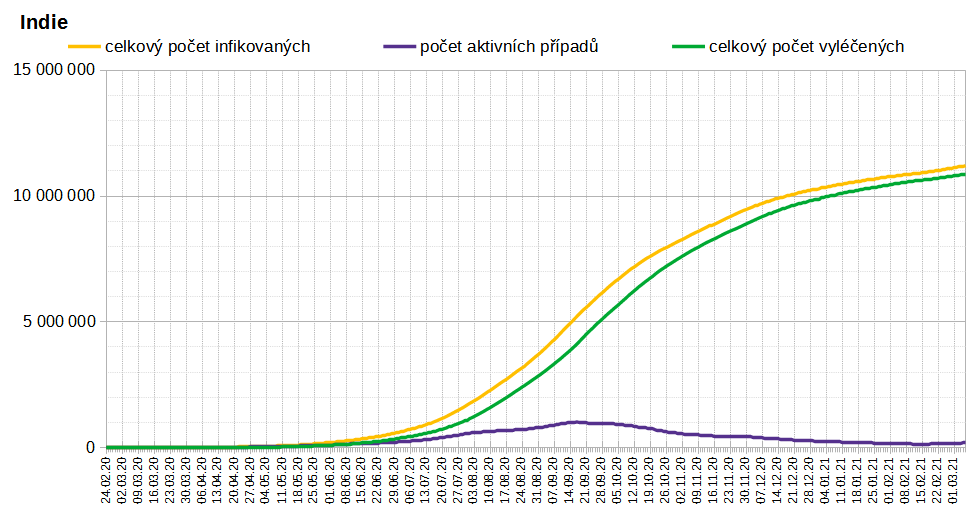 Indie
celkový počet infikovaných počet aktivních případů celkový počet vyléčených
15 000 000
10 000 000
5 000 000
0
24.02.20 02.03.20 09.03.20 16.03.20 23.03.20 30.03.20 06.04.20 13.04.20 20.04.20 27.04.20 04.05.20 11.05.20 18.05.20 25.05.20 01.06.20 08.06.20 15.06.20 22.06.20 29.06.20 06.07.20 13.07.20 20.07.20 27.07.20 03.08.20 10.08.20 17.08.20 24.08.20 31.08.20 07.09.20 14.09.20 21.09.20 28.09.20 05.10.20 12.10.20 19.10.20 26.10.20 02.11.20 09.11.20 16.11.20 23.11.20 30.11.20 07.12.20 14.12.20 21.12.20 28.12.20 04.01.21 11.01.21 18.01.21 25.01.21 01.02.21 08.02.21 15.02.21 22.02.21 01.03.21